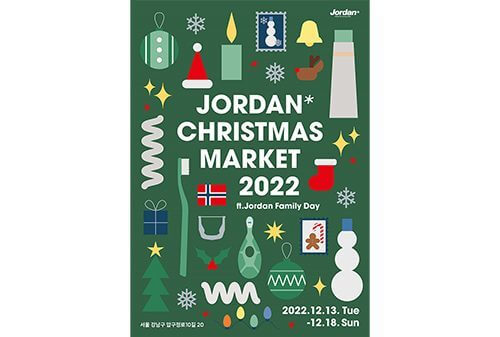 Jordan*
JORDAN*
CHRISTMAS
MARKET
2022
ft.Jordan Family Day
2022.12.13. Tue
-12.18. Sun
서울 강남구 압구정로10길 20